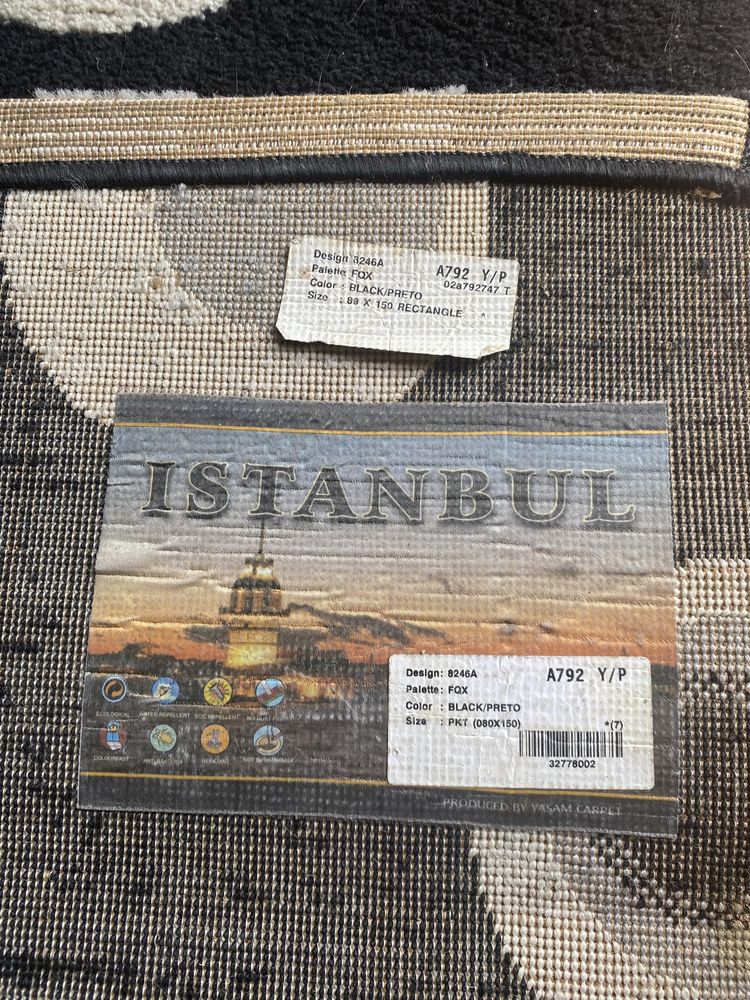 Design 8246A
Palette FQX
A792 Y/P
02a792747 T
Color : BLACK/PRETO
Size : 80 X 150 RECTANGLE *
ISTANBUL
ECOLOGICAL WATER REPELLENT SOIL REPELLENT
COLOURFAST
Design: 8246A
A792 Y/P
Palette: FQX
Color : BLACK/PRETO
Size : PKT (080X150)
*(7)
32778002
PRODUCED BY YASAM CARPET